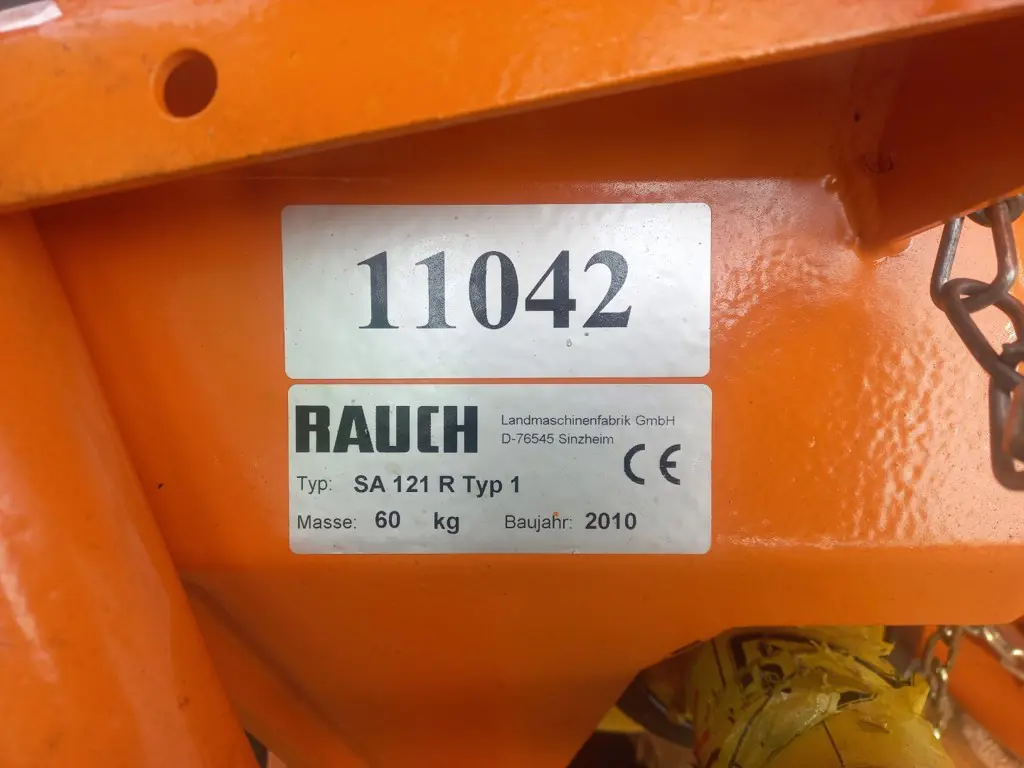 11042
RAUCH
Landmaschinenfabrik GmbH
D-76545 Sinzheim
CE
Typ: SA 121 R Typ 1
Masse: 60 kg Baujahr: 2010